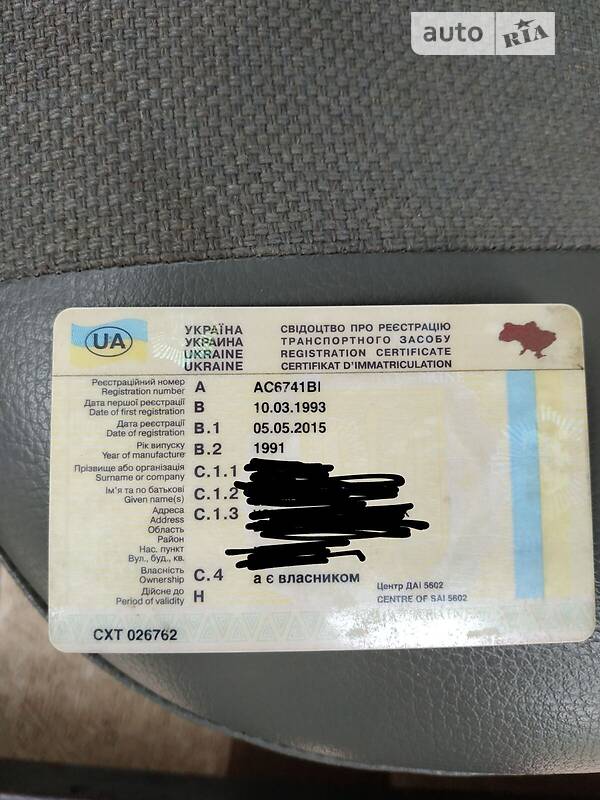 auto RIA
UA
УКРАЇНА
УКРАИНА
UKRAINE
UKRAINE
СВІДОЦТВО ПРО РЕЄСТРАЦІЮ
ТРАНСПОРТНОГО ЗАСОБУ
REGISTRATION CERTIFICATE
CERTIFIKAT D'IMMATRICULATION
Реєстраційний номер
Registration number A AC6741BI
Дата першої реєстрації
Date of first registration B 10.03.1993
Дата реєстрації
Date of registration B.1 05.05.2015
Рік випуску
Year of manufacture B.2 1991
Прізвище або організація
Surname or company C.1.1
Ім'я та по батькові
Given name(s) C.1.2
Адреса
Address C.1.3
Область
Район
Нас. пункт
Вул., буд., кв.
Власність
Ownership C.4 а є власником
Дійсне до
Period of validity H
Центр ДАІ 5602
CENTRE OF SAI 5602
СХТ 026762